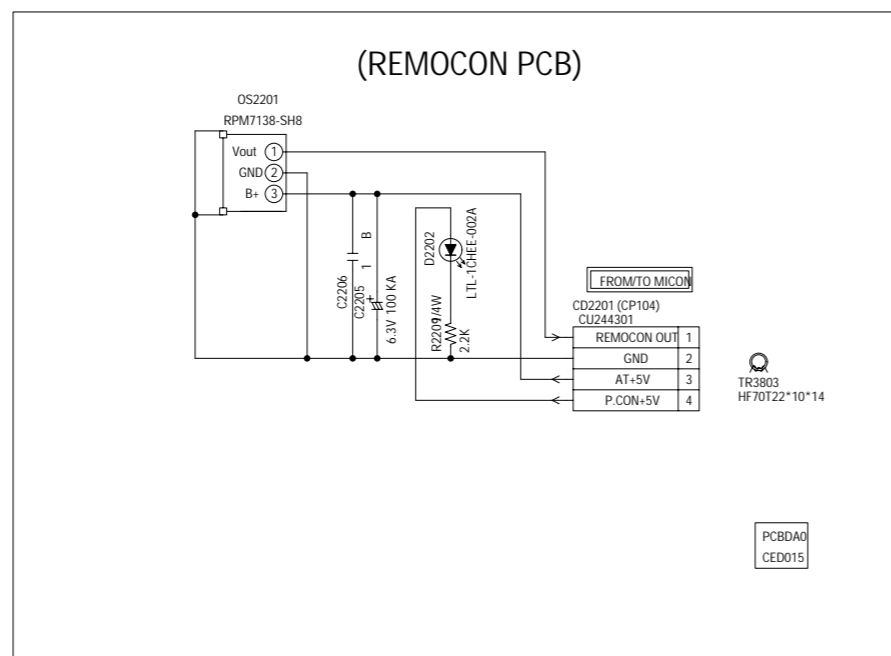 (REMOCON PCB)
OS2201
RPM7138-SH8
Vout 1
GND 2
B+ 3
C2206
C2205
1 B
6.3V 100 KA
D2202
LTL-1CHEE-002A
R2209
1/4W
2.2K
FROM/TO MICON
CD2201 (CP104)
CU244301
REMOCON OUT 1
GND 2
AT+5V 3
P.CON+5V 4
TR3803
HF70T22*10*14
PCBDA0
CED015